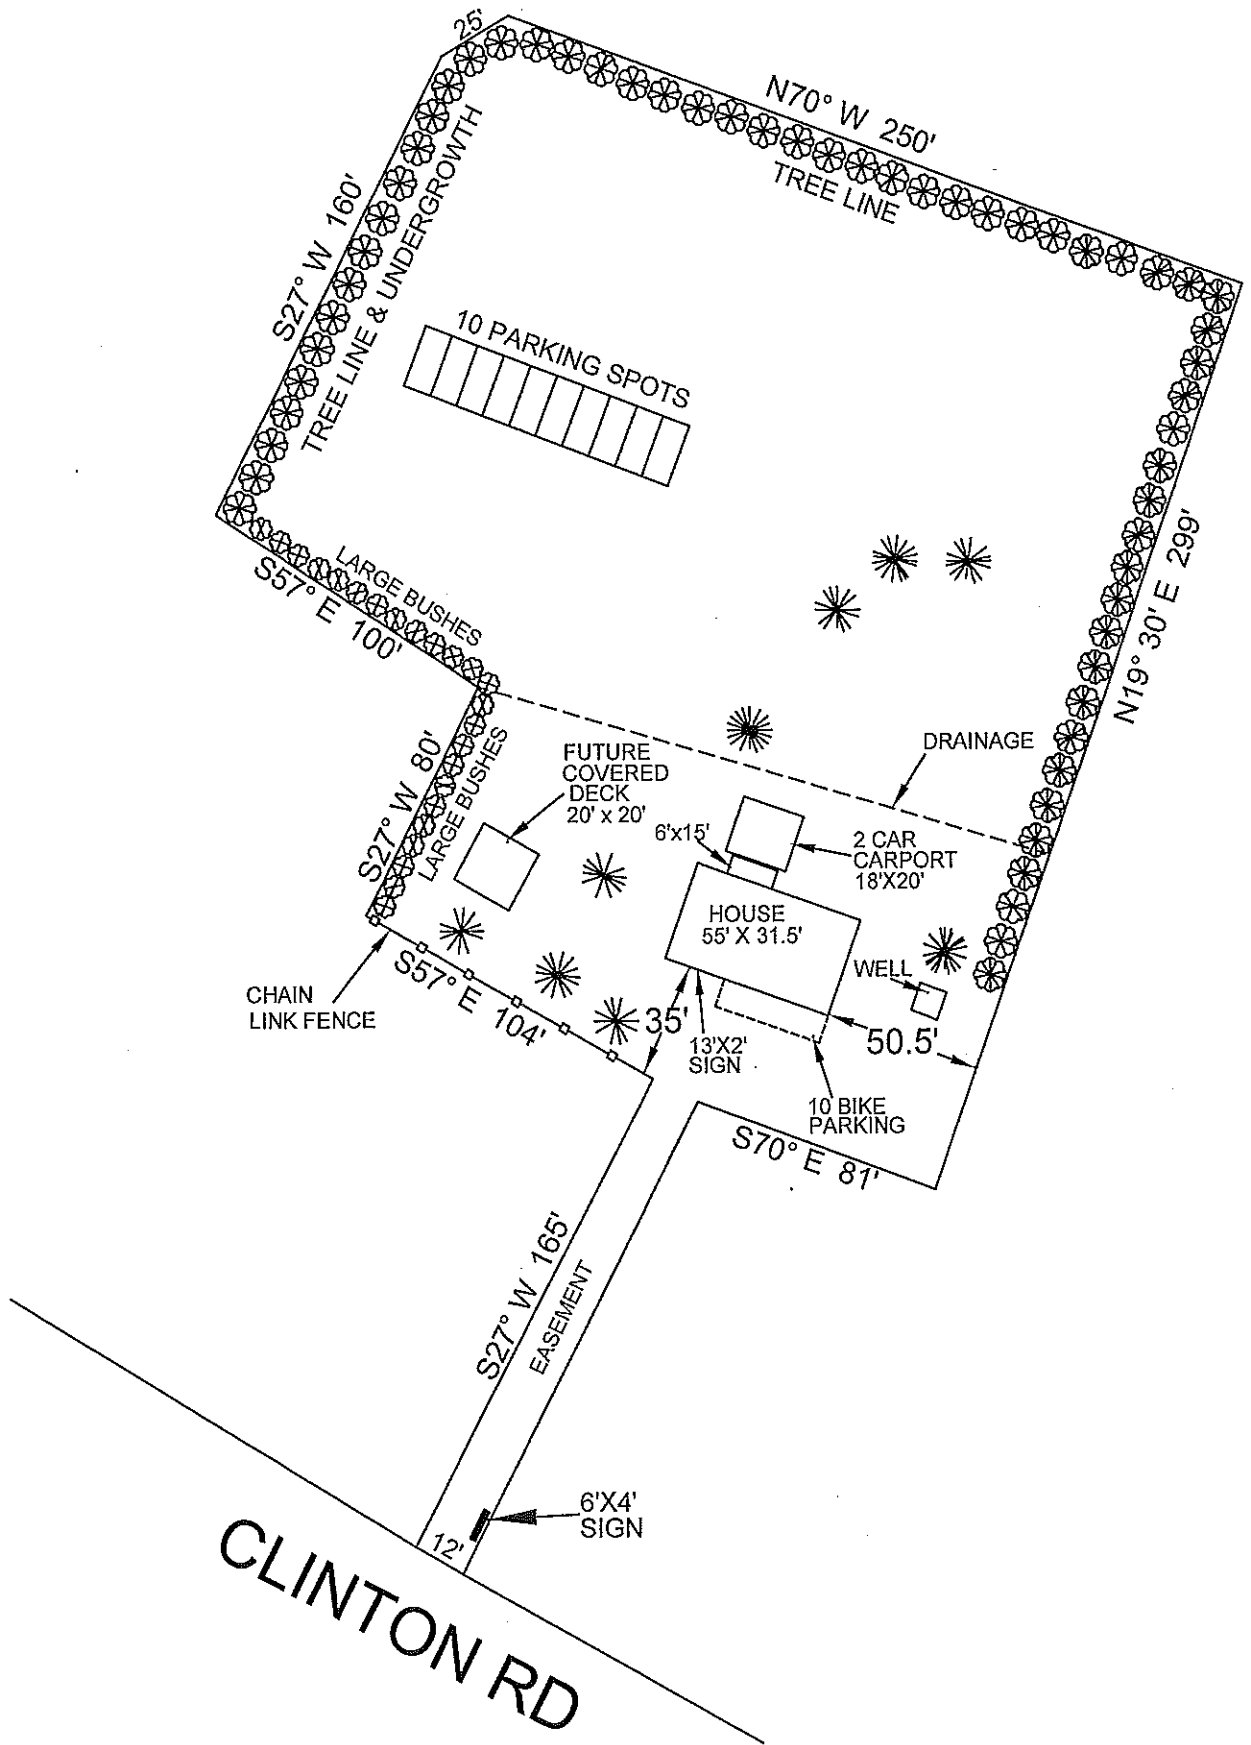 25'
N70° W 250'
TREE LINE
S27° W 160'
TREE LINE & UNDERGROWTH
10 PARKING SPOTS
N19° 30' E 299'
LARGE BUSHES
S57° E 100'
S27° W 80'
LARGE BUSHES
FUTURE
COVERED
DECK
20' x 20'
DRAINAGE
6'x15'
2 CAR
CARPORT
18'X20'
HOUSE
55' X 31.5'
WELL
CHAIN
LINK FENCE
S57° E 104'
35'
13'X2'
SIGN
50.5'
10 BIKE
PARKING
S70° E 81'
S27° W 165'
EASEMENT
6'X4'
SIGN
12'
CLINTON RD